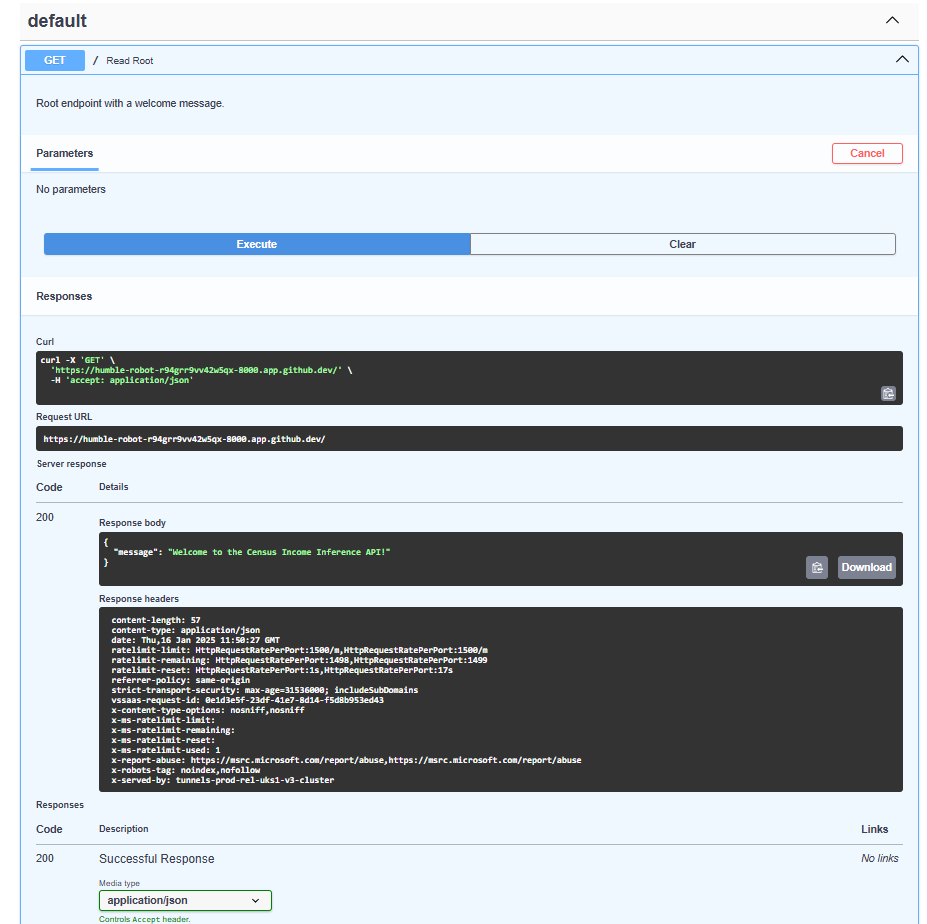 default
GET / Read Root
Root endpoint with a welcome message.
Parameters
Cancel
No parameters
Execute
Clear
Responses
Curl
curl -X 'GET' \
'https://humble-robot-r94grr9vv42w5qx-8000.app.github.dev/' \
-H 'accept: application/json'
Request URL
https://humble-robot-r94grr9vv42w5qx-8000.app.github.dev/
Server response
Code Details
200
Response body
{
"message": "Welcome to the Census Income Inference API!"
}
Download
Response headers
content-length: 57
content-type: application/json
date: Thu,16 Jan 2025 11:50:27 GMT
ratelimit-limit: HttpRequestRatePerPort:1500/m,HttpRequestRatePerPort:1500/m
ratelimit-remaining: HttpRequestRatePerPort:1498,HttpRequestRatePerPort:1499
ratelimit-reset: HttpRequestRatePerPort:1s,HttpRequestRatePerPort:17s
referrer-policy: same-origin
strict-transport-security: max-age=31536000; includeSubDomains
vssaas-request-id: 0e1d3e5f-23df-41e7-8d14-f5d8b953ed43
x-content-type-options: nosniff,nosniff
x-ms-ratelimit-limit:
x-ms-ratelimit-remaining:
x-ms-ratelimit-reset:
x-ms-ratelimit-used: 1
x-report-abuse: https://msrc.microsoft.com/report/abuse,https://msrc.microsoft.com/report/abuse
x-robots-tag: noindex,nofollow
x-served-by: tunnels-prod-rel-uks1-v3-cluster
Responses
Code Description Links
200 Successful Response No links
Media type
application/json
Controls Accept header.